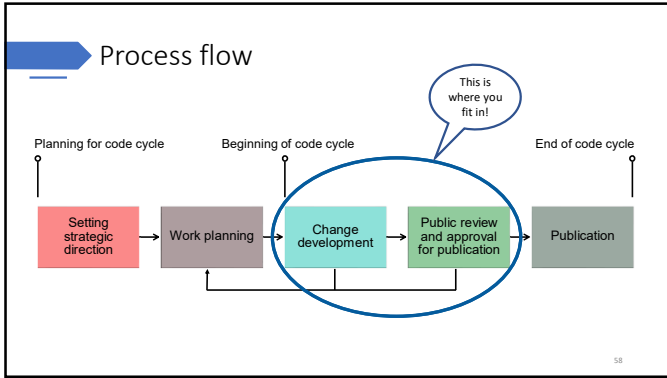 Process flow
This is
where you
fit in!
Planning for code cycle
Beginning of code cycle
End of code cycle
Setting
strategic
direction
Work planning
Change
development
Public review
and approval
for publication
Publication
58